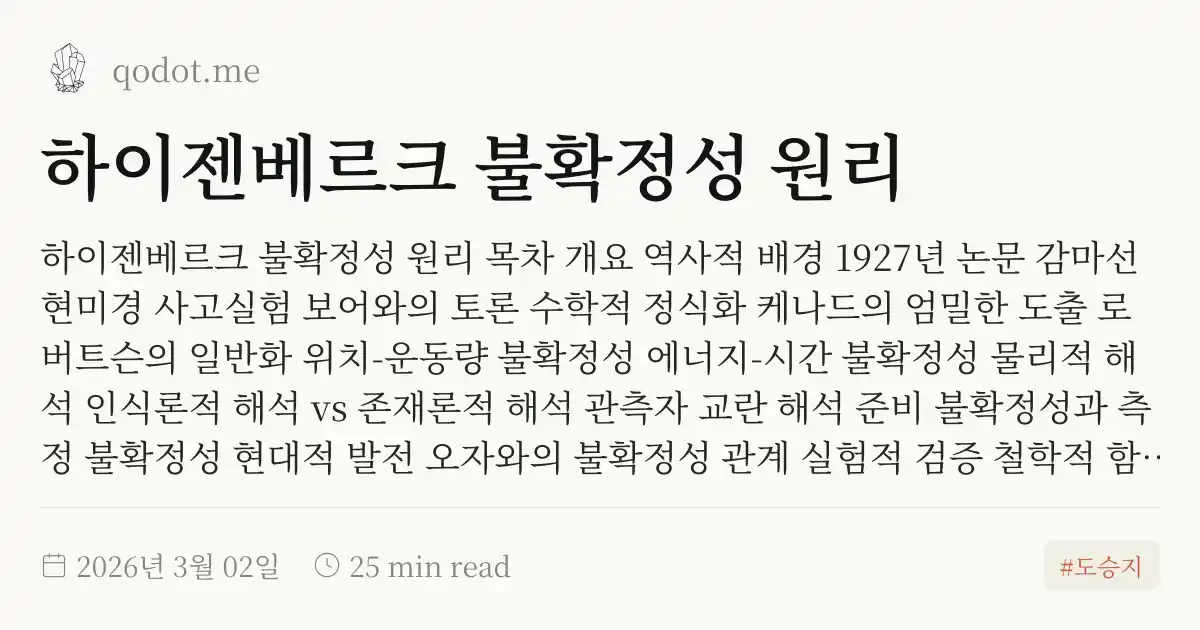 qodot.me
하이젠베르크 불확정성 원리
하이젠베르크 불확정성 원리 목차 개요 역사적 배경 1927년 논문 감마선
현미경 사고실험 보어와의 토론 수학적 정식화 케나드의 엄밀한 도출 로
버트슨의 일반화 위치-운동량 불확정성 에너지-시간 불확정성 물리적 해
석 인식론적 해석 vs 존재론적 해석 관측자 교란 해석 준비 불확정성과 측
정 불확정성 현대적 발전 오자와의 불확정성 관계 실험적 검증 철학적 함…
2026년 3월 02일 25 min read
#도승지